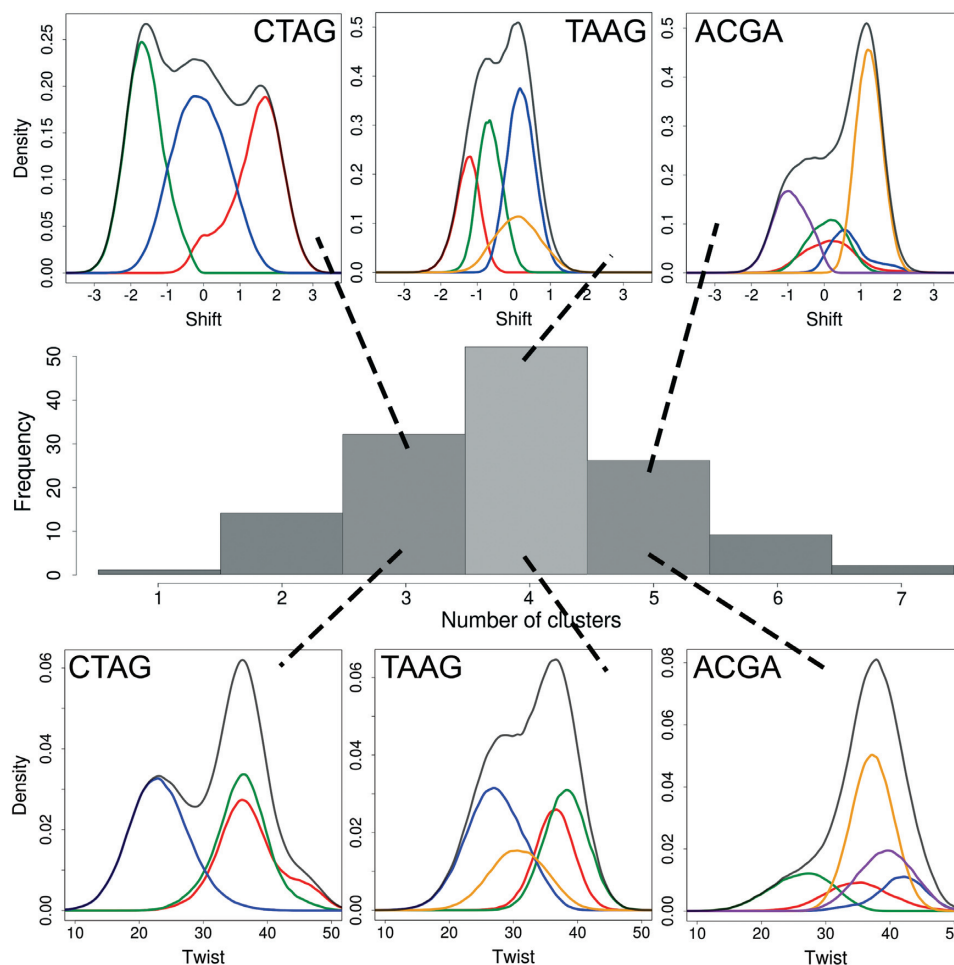 CTAG
TAAG
ACGA
Density
0.00 0.05 0.10 0.15 0.20 0.25
0.0 0.1 0.2 0.3 0.4 0.5
0.0 0.1 0.2 0.3 0.4 0.5
-3 -2 -1 0 1 2 3
-3 -2 -1 0 1 2 3
-3 -2 -1 0 1 2 3
Shift
Shift
Shift
Frequency
0 10 20 30 40 50
1 2 3 4 5 6 7
Number of clusters
CTAG
TAAG
ACGA
Density
0.00 0.02 0.04 0.06
0.00 0.02 0.04 0.06
0.00 0.02 0.04 0.06 0.08
10 20 30 40 50
10 20 30 40 50
10 20 30 40
Twist
Twist
Twist